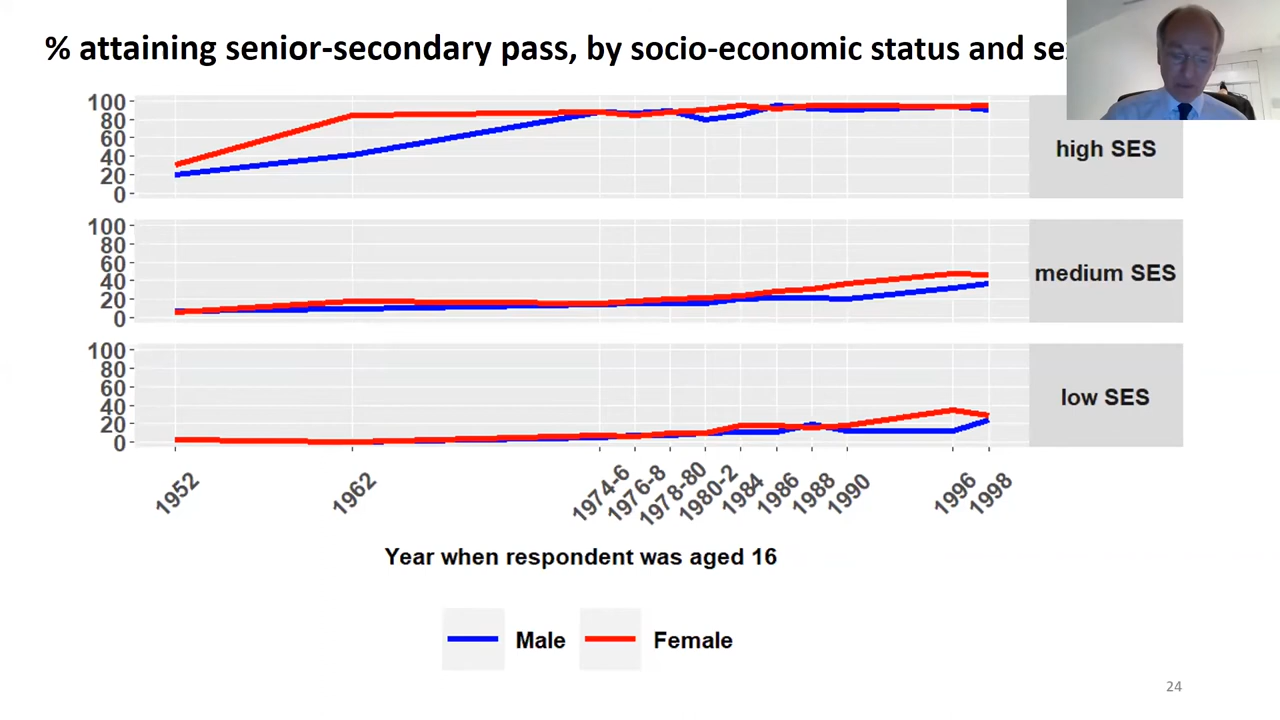 % attaining senior-secondary pass, by socio-economic status and
100
80
60
40
20
0
high SES
100
80
60
40
20
0
medium SES
100
80
60
40
20
0
low SES
1952 1962 1974-6 1976-8 1978-80 1980-2 1984 1986 1988 1990 1996 1998
Year when respondent was aged 16
Male Female
24